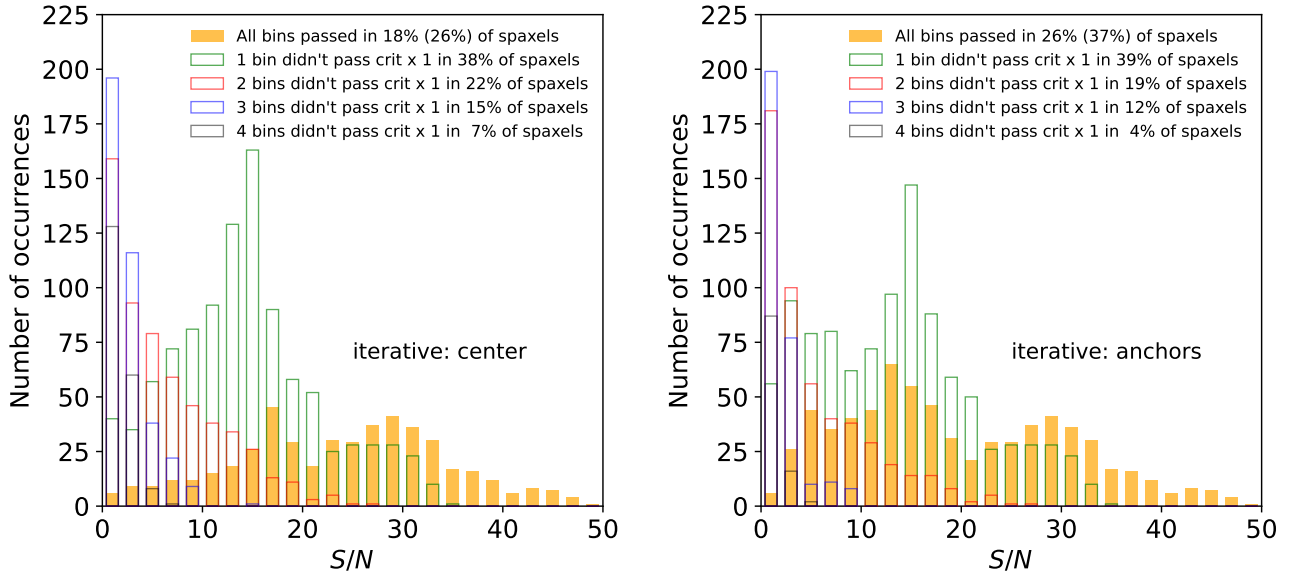 225
200
175
150
125
100
75
50
25
0
Number of occurrences
All bins passed in 18% (26%) of spaxels
1 bin didn't pass crit x 1 in 38% of spaxels
2 bins didn't pass crit x 1 in 22% of spaxels
3 bins didn't pass crit x 1 in 15% of spaxels
4 bins didn't pass crit x 1 in  7% of spaxels
iterative: center
0 10 20 30 40 50
S/N
225
200
175
150
125
100
75
50
25
0
Number of occurrences
All bins passed in 26% (37%) of spaxels
1 bin didn't pass crit x 1 in 39% of spaxels
2 bins didn't pass crit x 1 in 19% of spaxels
3 bins didn't pass crit x 1 in 12% of spaxels
4 bins didn't pass crit x 1 in  4% of spaxels
iterative: anchors
0 10 20 30 40 50
S/N